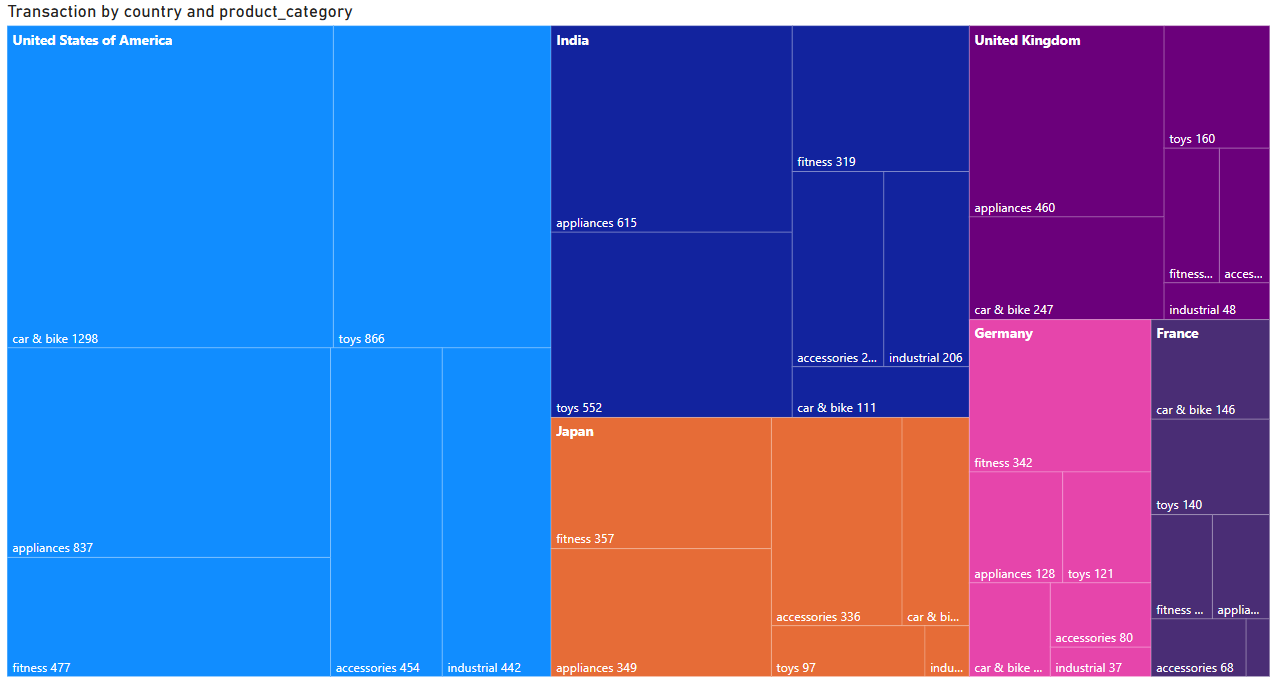 Transaction by country and product_category
United States of America
car & bike 1298
toys 866
appliances 837
fitness 477
accessories 454
industrial 442
India
appliances 615
toys 552
fitness 319
accessories 2...
industrial 206
car & bike 111
Japan
fitness 357
appliances 349
accessories 336
car & bi...
toys 97
indu...
United Kingdom
appliances 460
car & bike 247
toys 160
fitness...
acces...
industrial 48
Germany
fitness 342
appliances 128
toys 121
car & bike ...
accessories 80
industrial 37
France
car & bike 146
toys 140
fitness ...
applia...
accessories 68